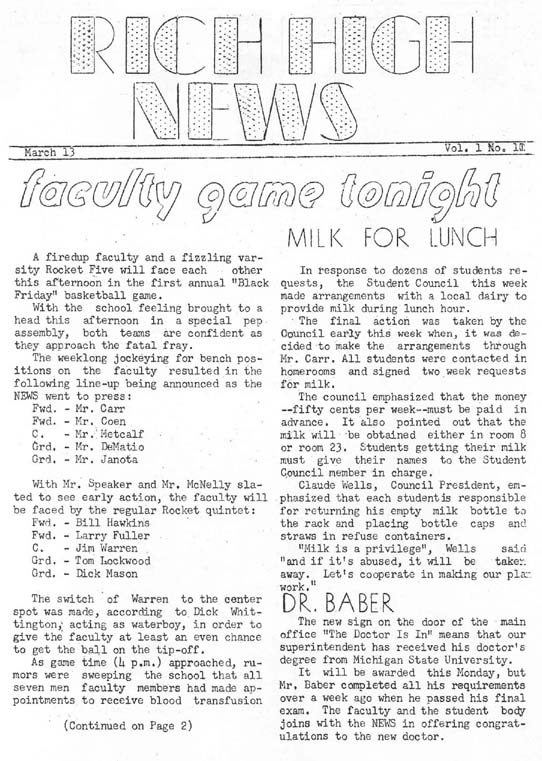 RICH HIGH
NEWS
March 13
Vol. 1 No. 10
faculty game tonight
A firedup faculty and a fizzling var-
sity Rocket Five will face each other
this afternoon in the first annual "Black
Friday" basketball game.
With the school feeling brought to a
head this afternoon in a special pep
assembly, both teams are confident as
they approach the fatal fray.
The weeklong jockeying for bench pos-
itions on the faculty resulted in the
following line-up being announced as the
NEWS went to press:
Fwd. - Mr. Carr
Fwd. - Mr. Coen
C. - Mr. Metcalf
Grd. - Mr. DeMatio
Grd. - Mr. Janota
With Mr. Speaker and Mr. McNelly sla-
ted to see early action, the faculty will
be faced by the regular Rocket quintet:
Fwd. - Bill Hawkins
Fwd. - Larry Fuller
C. - Jim Warren
Grd. - Tom Lockwood
Grd. - Dick Mason
The switch of Warren to the center
spot was made, according to Dick Whit-
tington, acting as waterboy, in order to
give the faculty at least an even chance
to get the ball on the tip-off.
As game time (4 p.m.) approached, ru-
mors were sweeping the school that all
seven men faculty members had made ap-
pointments to receive blood transfusion
(Continued on Page 2)
MILK FOR LUNCH
In response to dozens of students re-
quests, the Student Council this week
made arrangements with a local dairy to
provide milk during lunch hour.
The final action was taken by the
Council early this week when, it was de-
cided to make the arrangements through
Mr. Carr. All students were contacted in
homerooms and signed two week requests
for milk.
The council emphasized that the money
--fifty cents per week--must be paid in
advance. It also pointed out that the
milk will be obtained either in room 8
or room 23. Students getting their milk
must give their names to the Student
Council member in charge.
Claude Wells, Council President, em-
phasized that each student is responsible
for returning his empty milk bottle to
the rack and placing bottle caps and
straws in refuse containers.
"Milk is a privilege", Wells said
"and if it's abused, it will be taken
away. Let's cooperate in making our plan
work."
DR. BABER
The new sign on the door of the main
office "The Doctor Is In" means that our
superintendent has received his doctor's
degree from Michigan State University.
It will be awarded this Monday, but
Mr. Baber completed all his requirements
over a week ago when he passed his final
exam. The faculty and the student body
joins with the NEWS in offering congrat-
ulations to the new doctor.